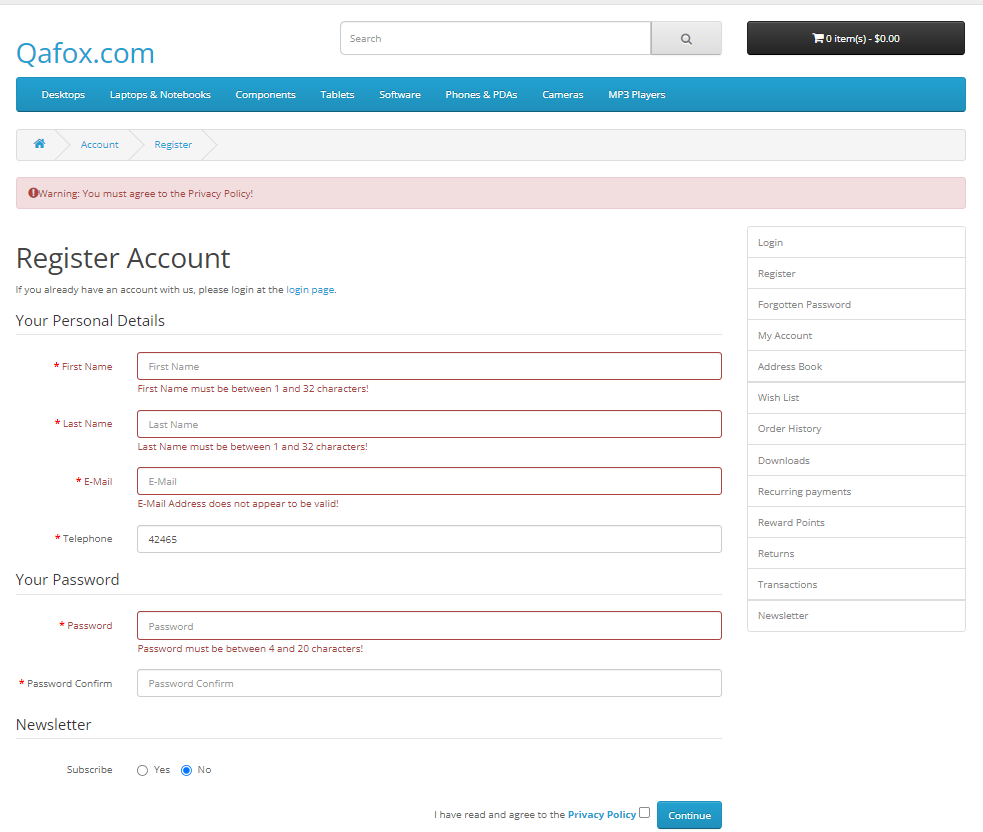 Qafox.com
Search
0 item(s) - $0.00
Desktops Laptops & Notebooks Components Tablets Software Phones & PDAs Cameras MP3 Players
Account Register
Warning: You must agree to the Privacy Policy!
Register Account
If you already have an account with us, please login at the login page.
Your Personal Details
* First Name First Name
First Name must be between 1 and 32 characters!
* Last Name Last Name
Last Name must be between 1 and 32 characters!
* E-Mail E-Mail
E-Mail Address does not appear to be valid!
* Telephone 42465
Your Password
* Password Password
Password must be between 4 and 20 characters!
* Password Confirm Password Confirm
Newsletter
Subscribe Yes No
I have read and agree to the Privacy Policy Continue
Login
Register
Forgotten Password
My Account
Address Book
Wish List
Order History
Downloads
Recurring payments
Reward Points
Returns
Transactions
Newsletter